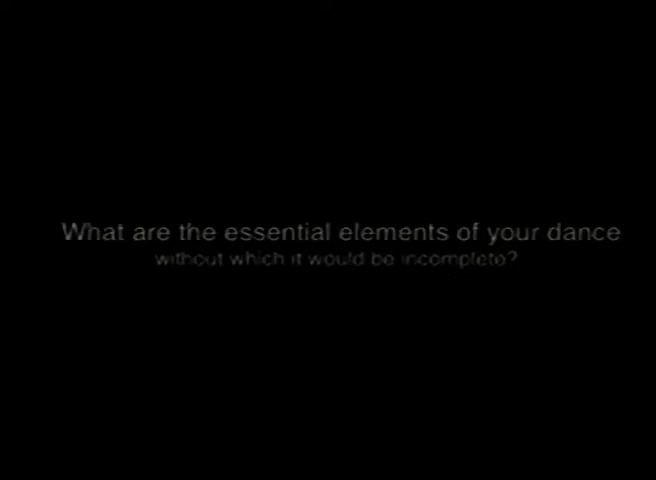 What are the essential elements of your dance
without which it would be incomplete?